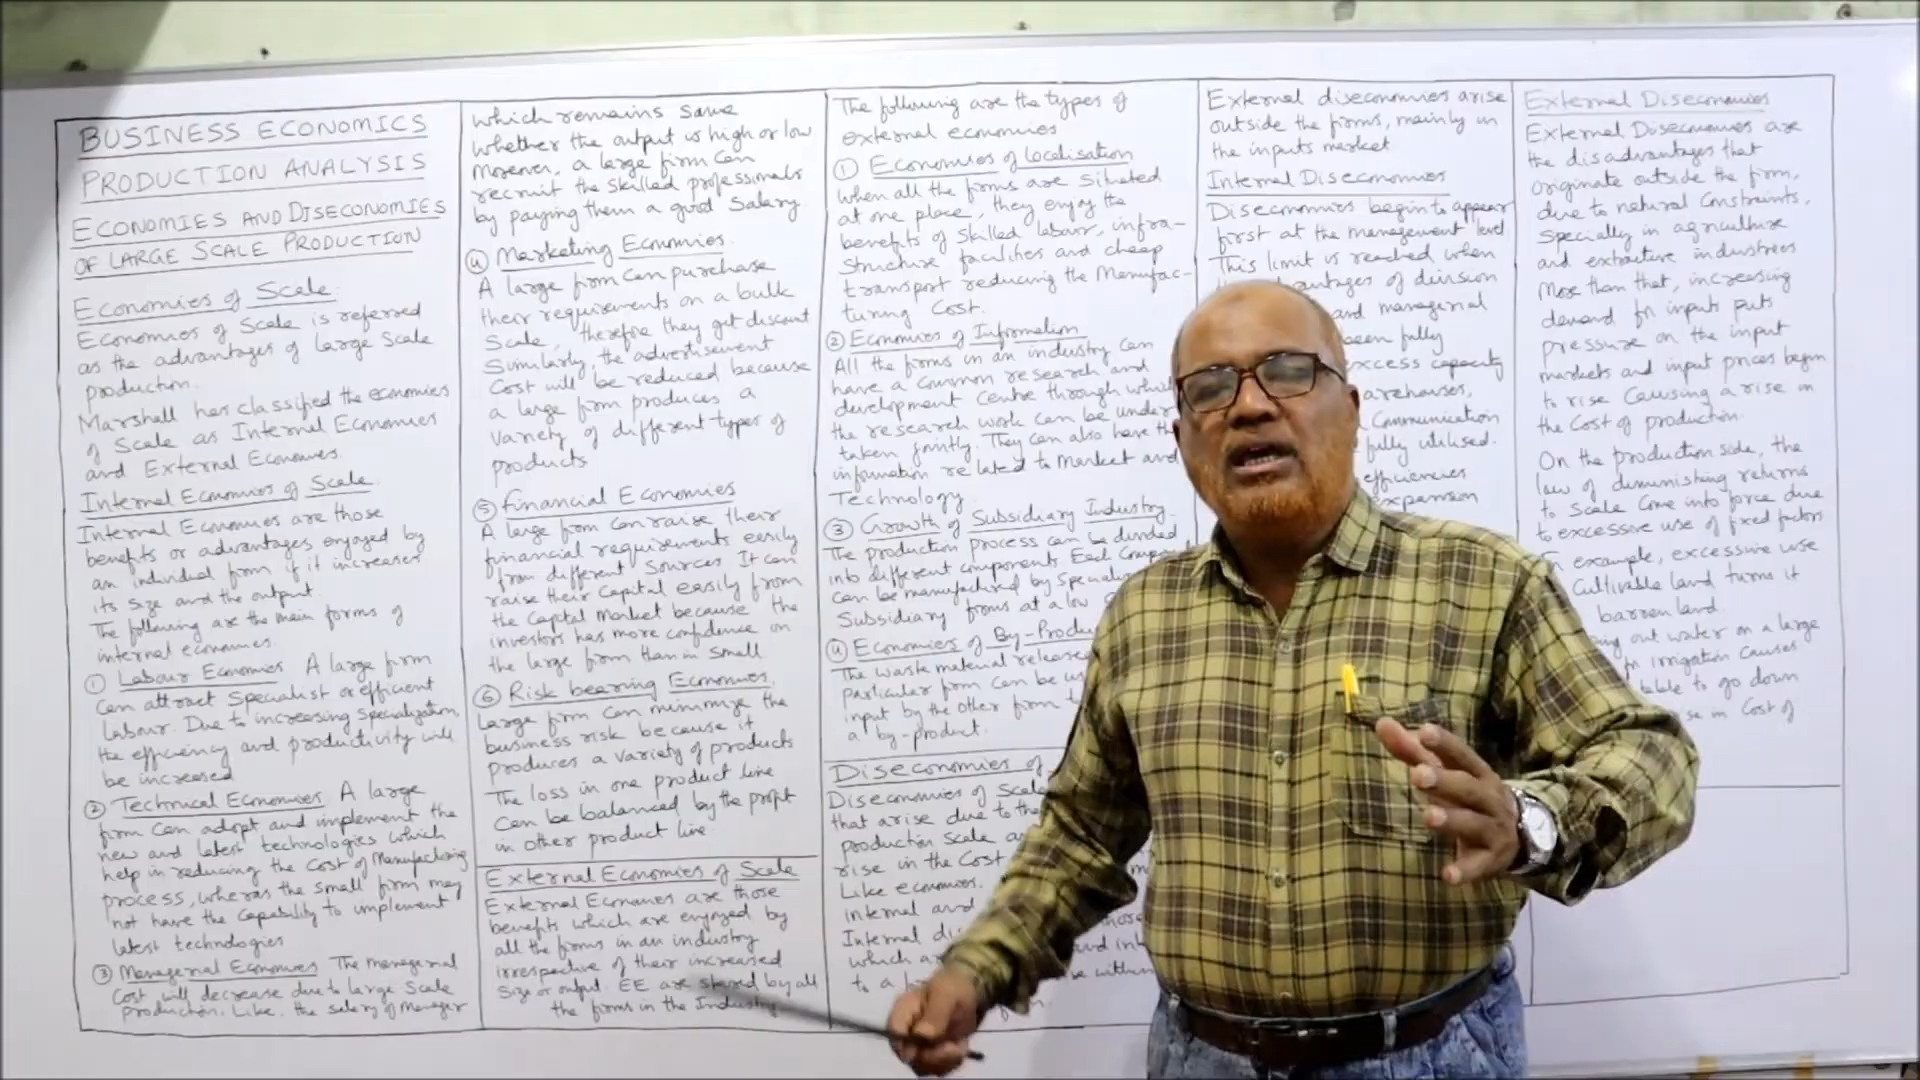 BUSINESS ECONOMICS
PRODUCTION ANALYSIS
ECONOMIES AND DISECONOMIES
OF LARGE SCALE PRODUCTION
Economies of Scale
Economies of Scale is referred
as the advantages of large Scale
production.
Marshall has classified the economies
of Scale as Internal Economies
and External Economies.
Internal Economies of Scale
Internal Economies are those
benefits or advantages enjoyed by
an individual firm if it increases
its size and the output.
The following are the main forms of
internal economies.
① Labour Economies A large firm
can attract specialist or efficient
Labour. Due to increasing specialization,
the efficiency and productivity will
be increased
② Technical Economies A large
firm can adopt and implement the
new and latest technologies which
help in reducing the cost of Manufacturing
process, wheras the small firm may
not have the capability to implement
latest technologies
③ Managerial Economies The managerial
cost will decrease due to large Scale
production. Like, the salary of Manager
which remains same
whether the output is high or low
Moreover, a large firm can
recruit the skilled professionals
by paying them a good Salary.
④ Marketing Economies.
A large firm can purchase
their requirements on a bulk
Scale, therefore they get discount
Similarly, the advertisement
Cost will be reduced because
a large firm produces a
variety of different types of
products
⑤ Financial Economies
A large firm can raise their
financial requirements easily
from different sources. It can
raise their capital easily from
the Capital Market because the
investors has more confidence on
the large firm than in small
⑥ Risk bearing Economies.
Large firm can minimize the
business risk because it
produces a variety of products
The loss in one product line
can be balanced by the profit
in other product line.
External Economies of Scale
External Economies are those
benefits which are enjoyed by
all the firms in an industry
irrespective of their increased
size or output. EE are shared by all
the firms in the Industry
The following are the types of
external economies
① Economies of localisation
When all the firms are situated
at one place, they enjoy the
benefits of skilled labour, infra-
structure facilities and cheap
transport reducing the Manufac-
turing Cost.
② Economies of Information
All the firms in an industry can
have a common research and
development Centre through which
the research work can be under
taken jointly. They can also have the
information related to market and
Technology.
③ Growth of Subsidiary Industry.
The production process can be divided
into different components Each
can be manufactured by
Subsidiary firms at a low
④ Economies of By-
The waste material
particular firm can be
input by the other firm
a by-product.
Diseconomies of
Diseconomies of Scale
that arise due to the
production scale
rise in the Cost
Like economies.
internal and
Internal
which
to a
External diseconomies arise
outside the firms, mainly in
the inputs market
Internal Diseconomies
Diseconomies begin to appear
first at the management level
This limit is reached when
of division
and managerial
been fully
excess capacity
Communication
fully utilised.
expansion
External Diseconomies
External Diseconomies are
the disadvantages that
originate outside the firm,
due to natural constraints,
specially in agriculture
and extractive industries
More than that, increasing
demand for inputs puts
pressure on the input
markets and input prices begin
to rise causing a rise in
the cost of production.
On the production side, the
law of diminishing returns
to scale come into force due
to excessive use of fixed factors
example, excessive use
cultivable land turns it
barren land.
out water on a large
irrigation causes
to go down
in Cost of